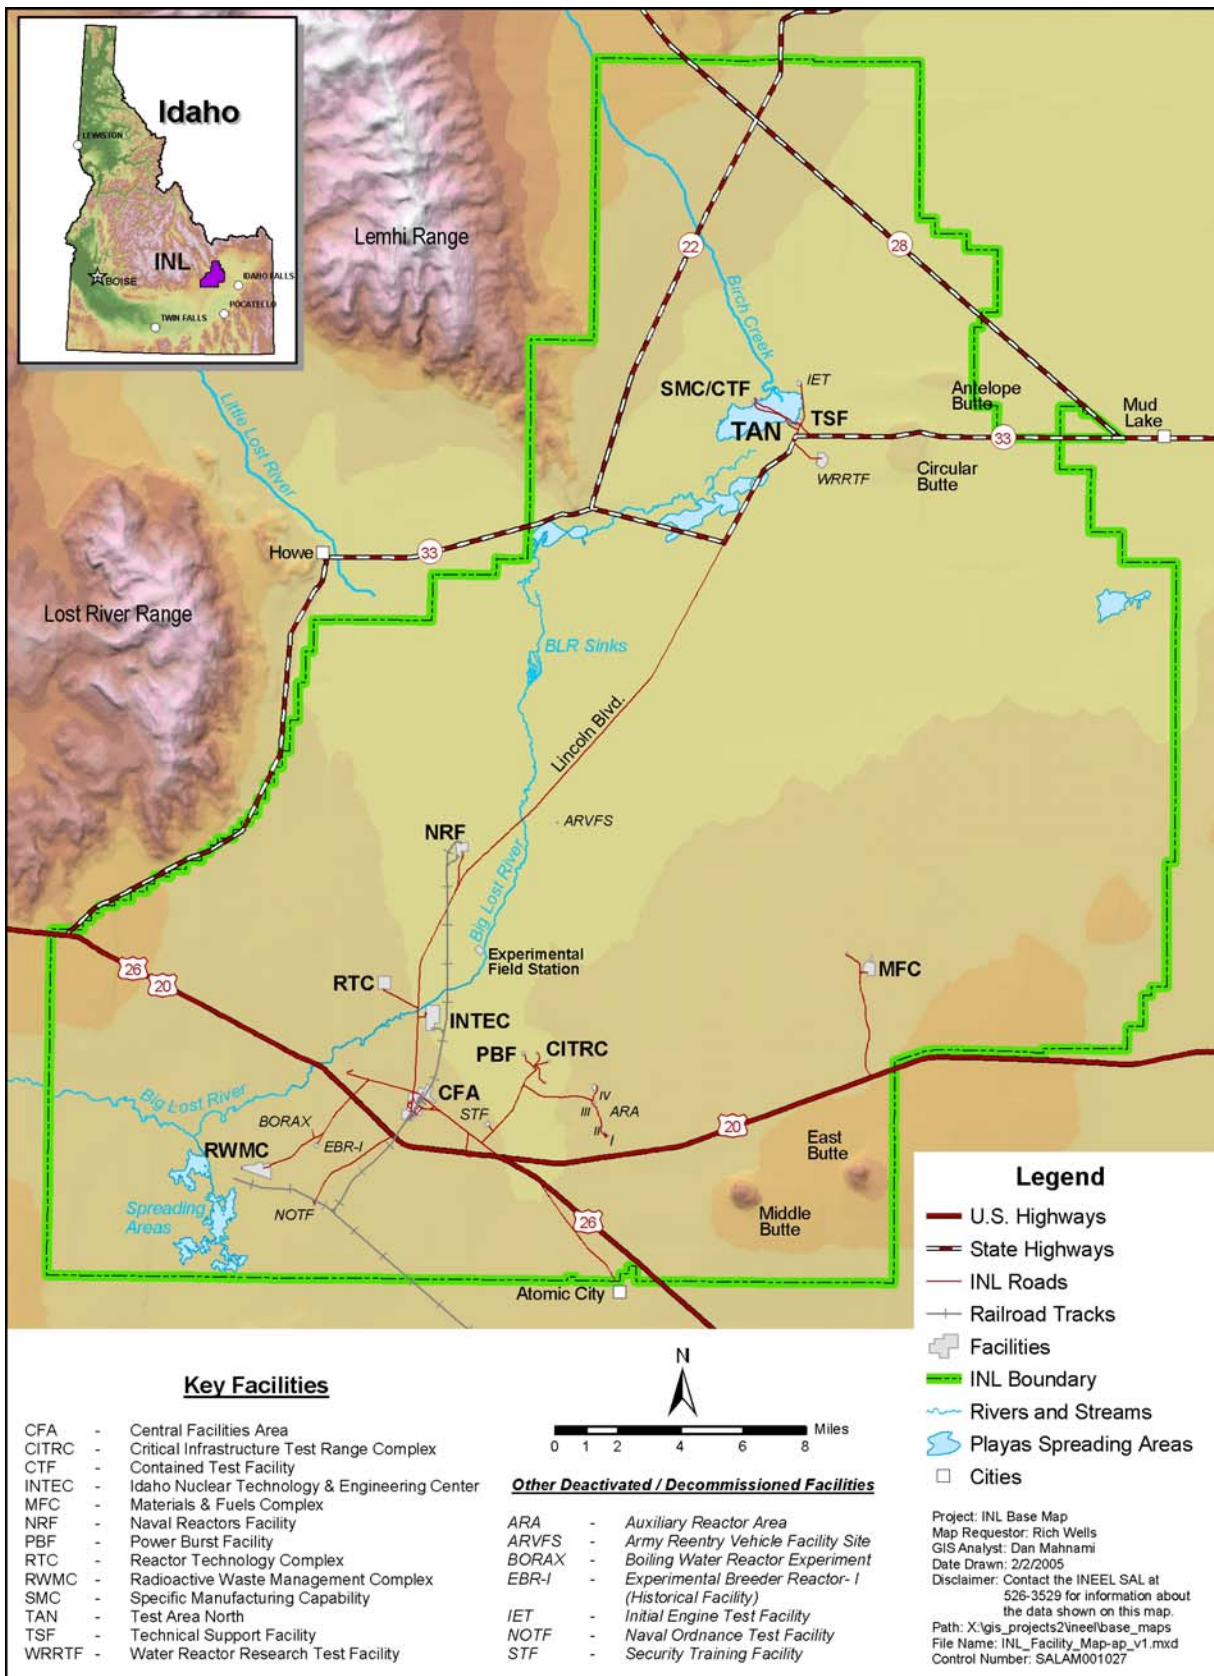 Idaho
LEWISTON
INL
IDAHO FALLS
BOISE
POCATELLO
TWIN FALLS
Lemhi Range
22
28
Birch Creek
Little Lost River
SMC/CTF
IET
TSF
TAN
Antelope
Butte
Mud
Lake
33
WRRTF
Circular
Butte
Howe
33
Lost River Range
BLR Sinks
Lincoln Blvd.
ARVFS
NRF
Big Lost River
Experimental
Field Station
26
20
RTC
MFC
INTEC
PBF
CITRC
Big Lost River
CFA
IV
III
ARA
II
I
BORAX
STF
EBR-I
20
RWMC
East
Butte
Spreading
Areas
NOTF
26
Middle
Butte
Atomic City
Legend
U.S. Highways
State Highways
INL Roads
Railroad Tracks
Facilities
INL Boundary
Rivers and Streams
Playas Spreading Areas
Cities
N
Miles
0 1 2 4 6 8
Key Facilities
CFA - Central Facilities Area
CITRC - Critical Infrastructure Test Range Complex
CTF - Contained Test Facility
INTEC - Idaho Nuclear Technology & Engineering Center
MFC - Materials & Fuels Complex
NRF - Naval Reactors Facility
PBF - Power Burst Facility
RTC - Reactor Technology Complex
RWMC - Radioactive Waste Management Complex
SMC - Specific Manufacturing Capability
TAN - Test Area North
TSF - Technical Support Facility
WRRTF - Water Reactor Research Test Facility
Other Deactivated / Decommissioned Facilities
ARA - Auxiliary Reactor Area
ARVFS - Army Reentry Vehicle Facility Site
BORAX - Boiling Water Reactor Experiment
EBR-I - Experimental Breeder Reactor- I
(Historical Facility)
IET - Initial Engine Test Facility
NOTF - Naval Ordnance Test Facility
STF - Security Training Facility
Project: INL Base Map
Map Requestor: Rich Wells
GIS Analyst: Dan Mahnami
Date Drawn: 2/2/2005
Disclaimer: Contact the INEEL SAL at
526-3529 for information about
the data shown on this map.
Path: X:\gis_projects2\ineel\base_maps
File Name: INL_Facility_Map-ap_v1.mxd
Control Number: SALAM001027